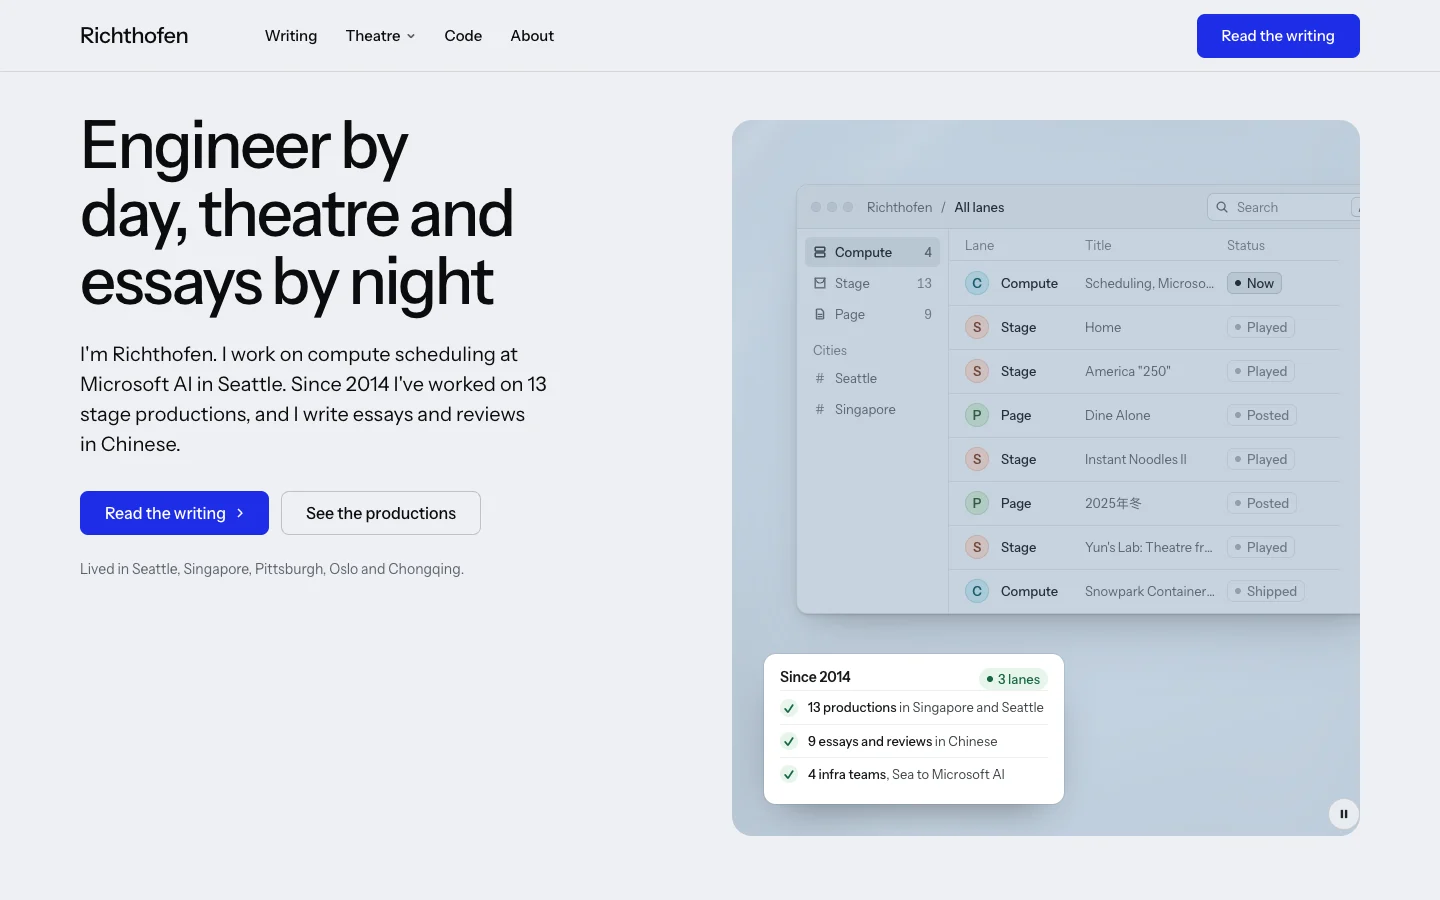 Richthofen
Writing
Theatre
Code
About
Read the writing
Engineer by
day, theatre and
essays by night
I'm Richthofen. I work on compute scheduling at
Microsoft AI in Seattle. Since 2014 I've worked on 13
stage productions, and I write essays and reviews
in Chinese.
Read the writing
See the productions
Lived in Seattle, Singapore, Pittsburgh, Oslo and Chongqing.
Richthofen / All lanes
Search
Compute 4
Stage 13
Page 9
Cities
# Seattle
# Singapore
Lane Title Status
C Compute Scheduling, Microso... Now
S Stage Home Played
S Stage America "250" Played
P Page Dine Alone Posted
S Stage Instant Noodles II Played
P Page 2025年冬 Posted
S Stage Yun's Lab: Theatre fr... Played
C Compute Snowpark Container... Shipped
Since 2014 3 lanes
13 productions in Singapore and Seattle
9 essays and reviews in Chinese
4 infra teams, Sea to Microsoft AI